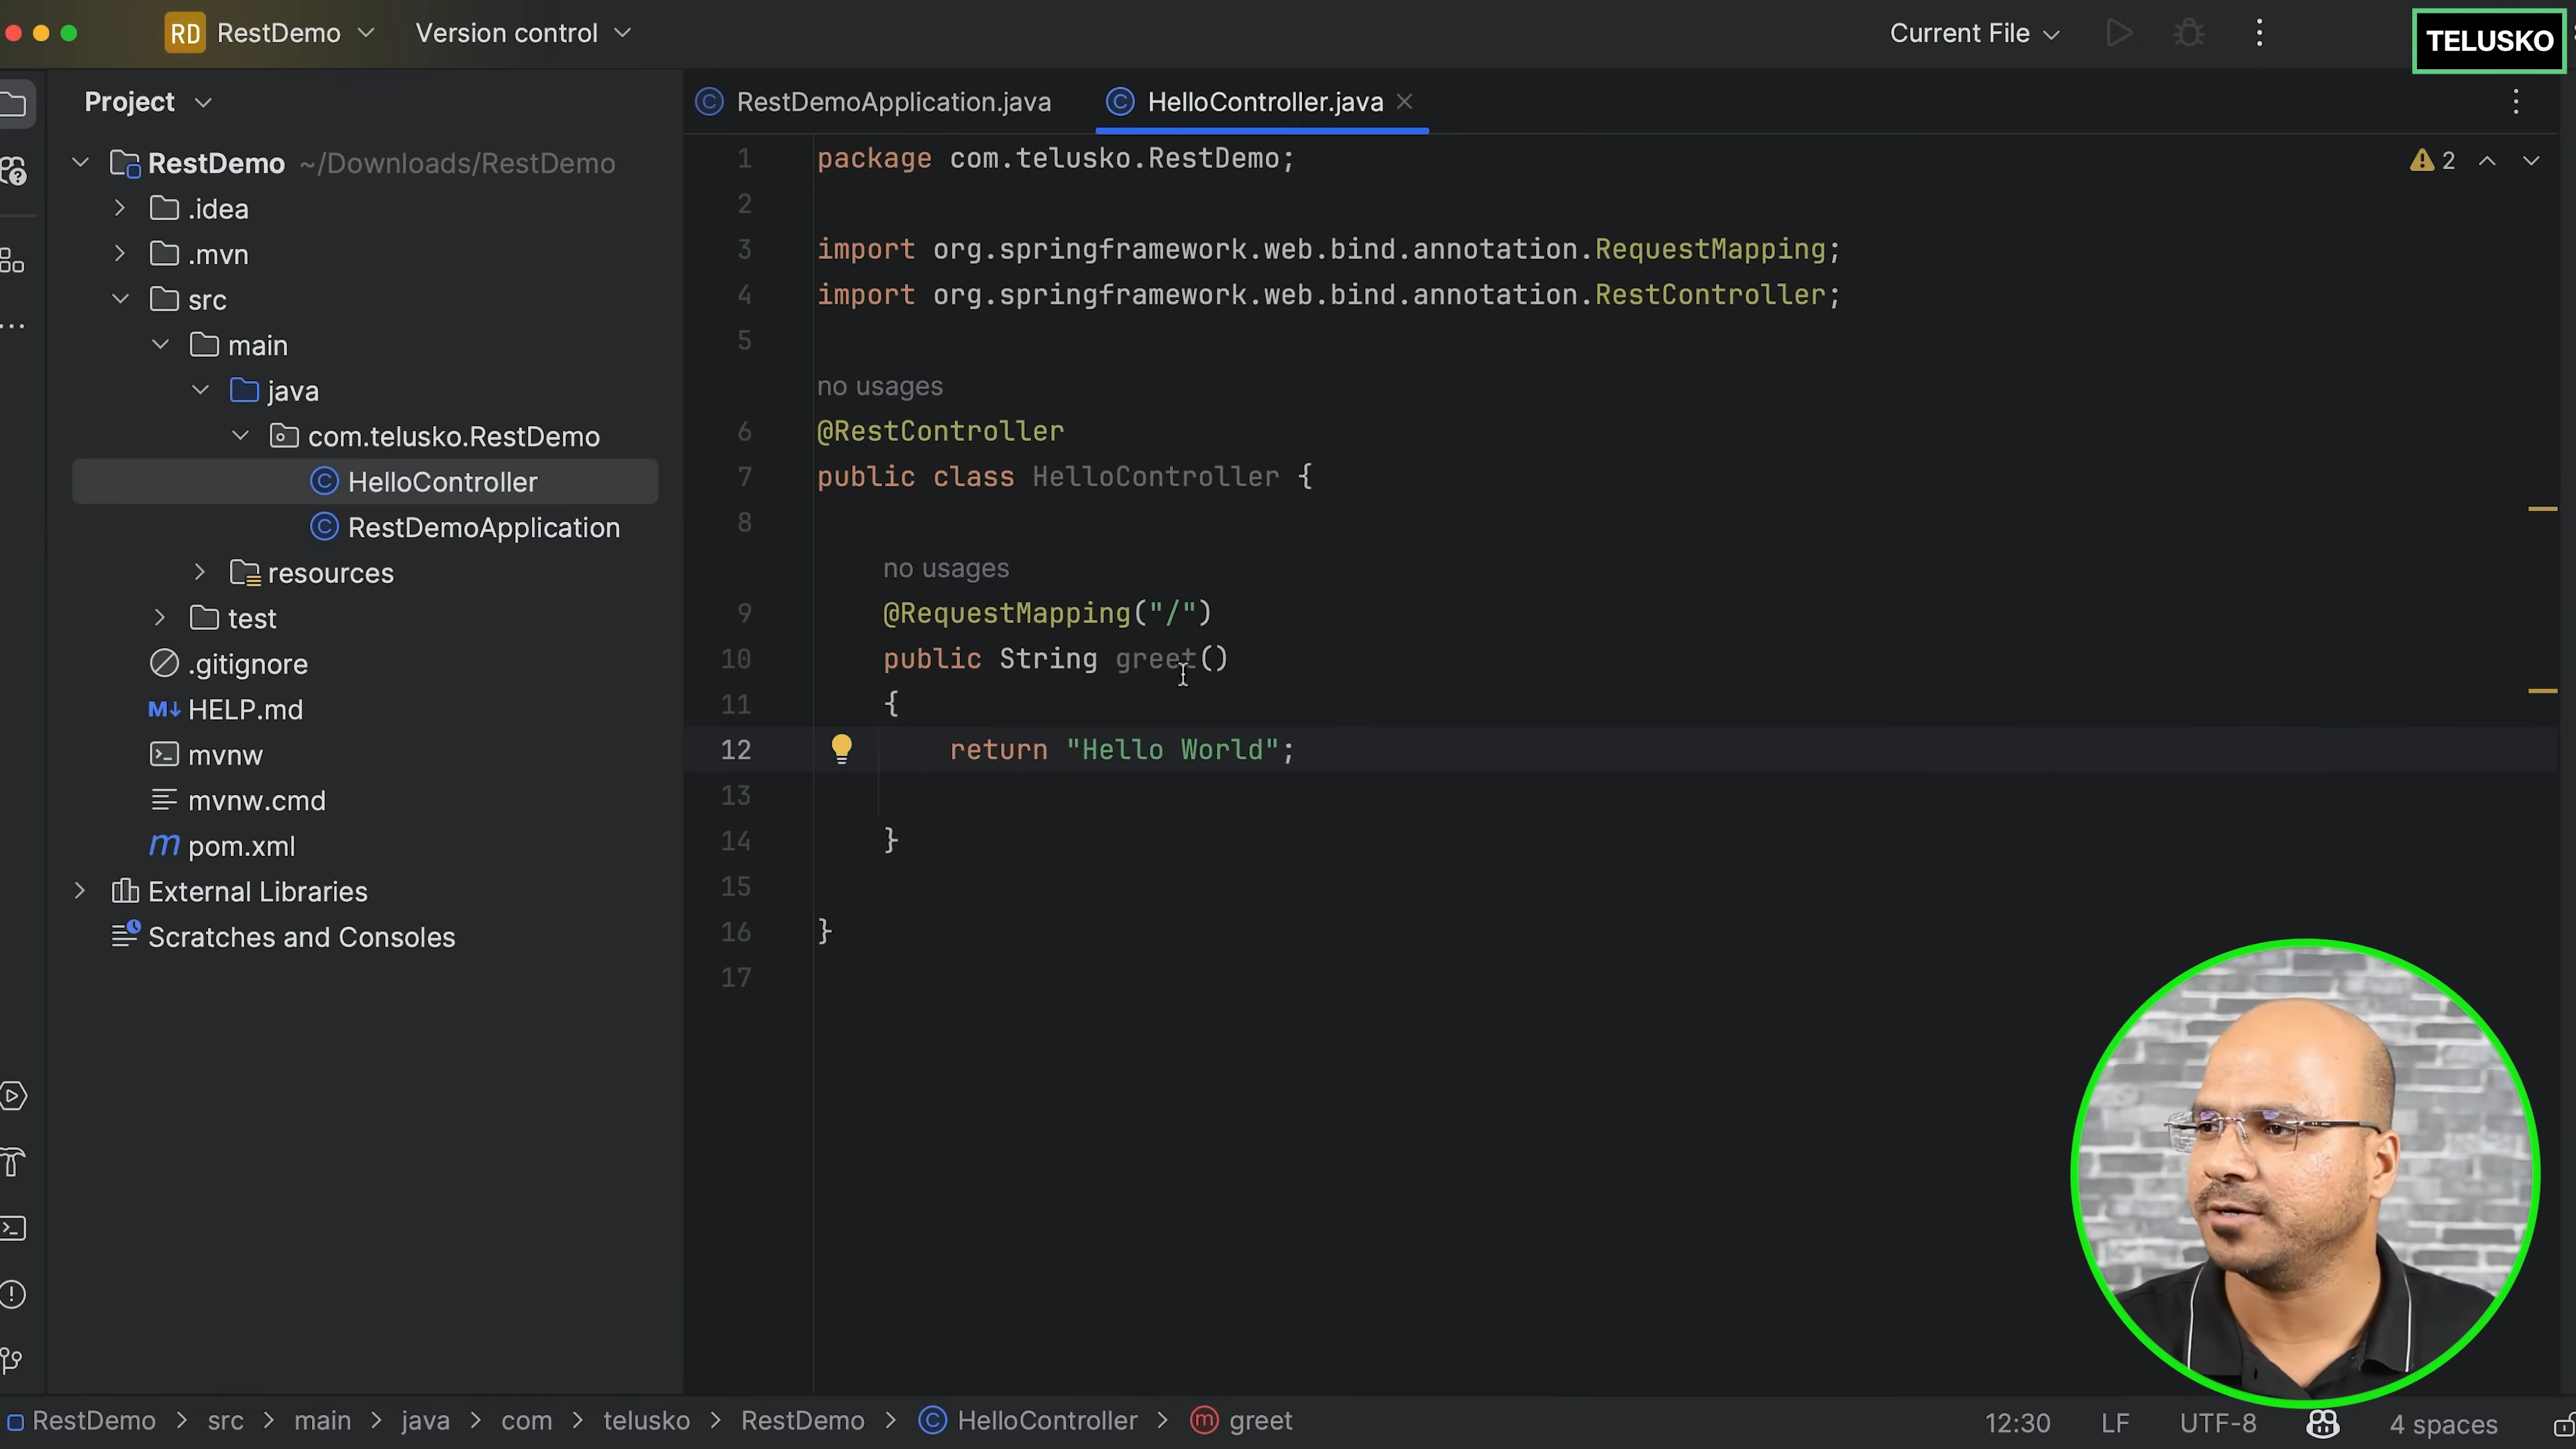 RD RestDemo Version control Current File TELUSKO
Project RestDemoApplication.java HelloController.java
RestDemo ~/Downloads/RestDemo
.idea
.mvn
src
main
java
com.telusko.RestDemo
HelloController
RestDemoApplication
resources
test
.gitignore
M↓ HELP.md
mvnw
mvnw.cmd
m pom.xml
External Libraries
Scratches and Consoles
2
1 package com.telusko.RestDemo;
2
3 import org.springframework.web.bind.annotation.RequestMapping;
4 import org.springframework.web.bind.annotation.RestController;
5
no usages
6 @RestController
7 public class HelloController {
8
no usages
9 @RequestMapping("/")
10 public String greet()
11 {
12 return "Hello World";
13
14 }
15
16 }
17
RestDemo > src > main > java > com > telusko > RestDemo > HelloController > m greet 12:30 LF UTF-8 4 spaces